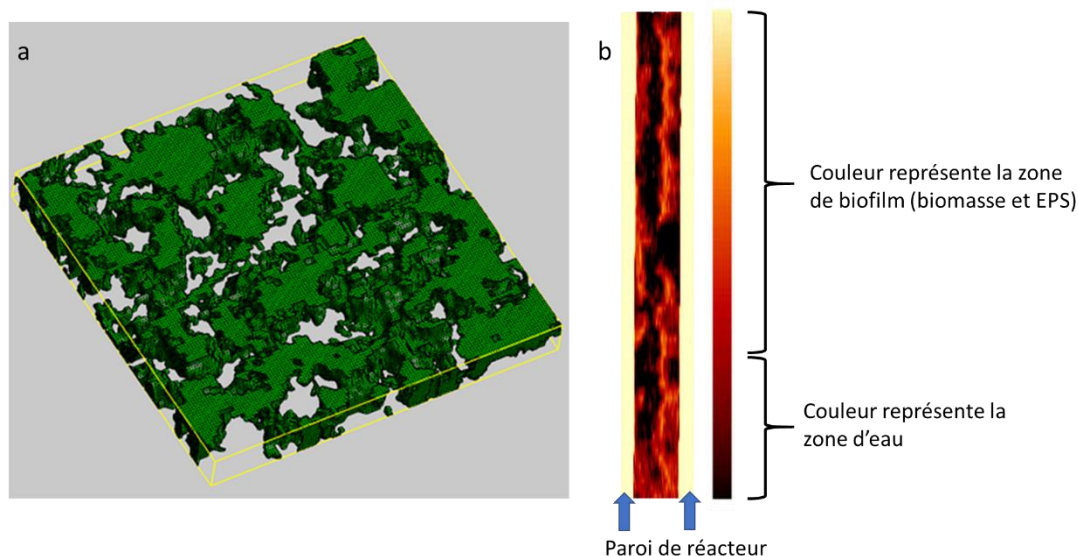 a
b
Couleur représente la zone
de biofilm (biomasse et EPS)
Couleur représente la
zone d'eau
Paroi de réacteur